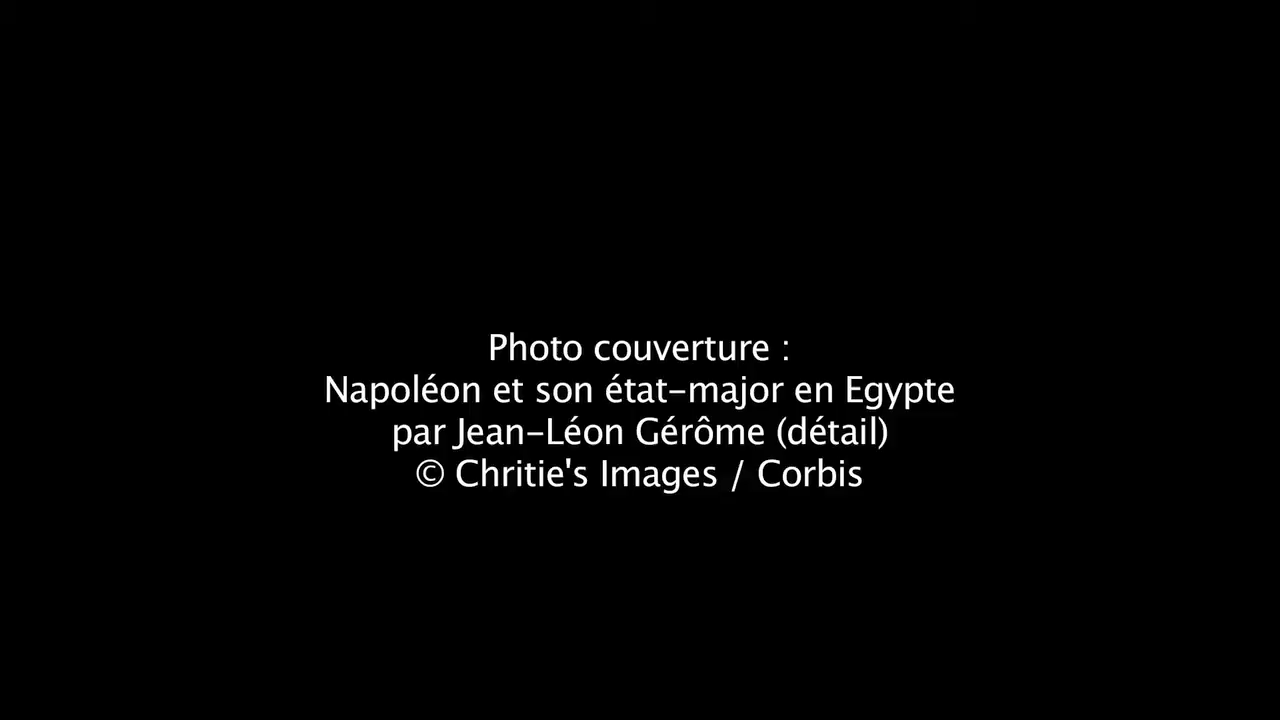 Photo couverture :
Napoléon et son état-major en Egypte
par Jean-Léon Gérôme (détail)
© Chritie's Images / Corbis